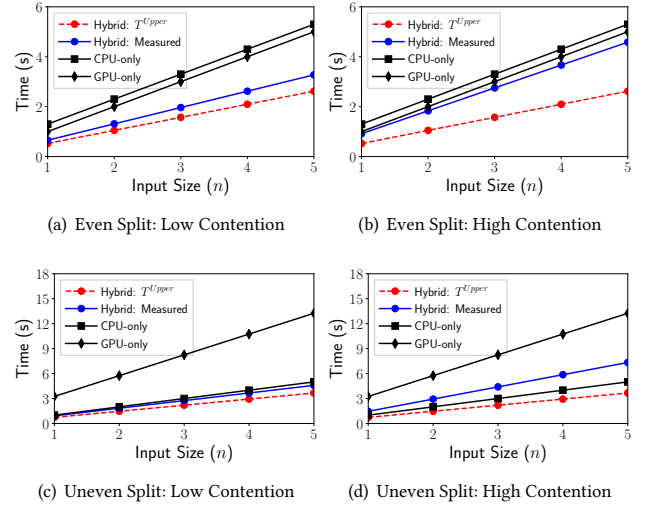 6
4
2
0
Time (s)
Hybrid: T^Upper
Hybrid: Measured
CPU-only
GPU-only
1 2 3 4 5
Input Size (n)
(a) Even Split: Low Contention
6
4
2
0
Time (s)
Hybrid: T^Upper
Hybrid: Measured
CPU-only
GPU-only
1 2 3 4 5
Input Size (n)
(b) Even Split: High Contention
18
15
12
9
6
3
0
Time (s)
Hybrid: T^Upper
Hybrid: Measured
CPU-only
GPU-only
1 2 3 4 5
Input Size (n)
(c) Uneven Split: Low Contention
18
15
12
9
6
3
0
Time (s)
Hybrid: T^Upper
Hybrid: Measured
CPU-only
GPU-only
1 2 3 4 5
Input Size (n)
(d) Uneven Split: High Contention